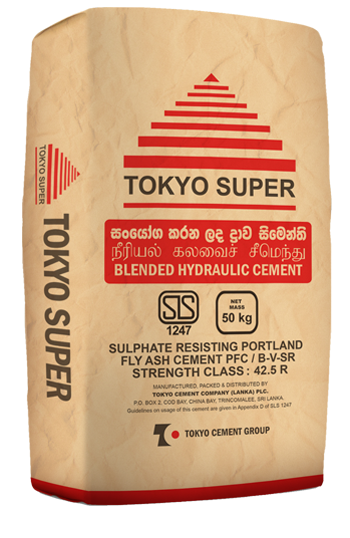 TOKYO SUPER
සංයෝග කරන ලද ද්‍රාව සිමෙන්ති
நீரியல் கலவைச் சீமெந்து
BLENDED HYDRAULIC CEMENT
SLS
1247
NET
MASS
50 kg
SULPHATE RESISTING PORTLAND
FLY ASH CEMENT PFC / B-V-SR
STRENGTH CLASS : 42.5 R
MANUFACTURED, PACKED & DISTRIBUTED BY
TOKYO CEMENT COMPANY (LANKA) PLC.
P.O. BOX 2, COD BAY, CHINA BAY, TRINCOMALEE, SRI LANKA.
Guidelines on usage of this cement are given in Appendix D of SLS 1247
TOKYO CEMENT GROUP
TOKYO SUPER
TOKYO SUPER